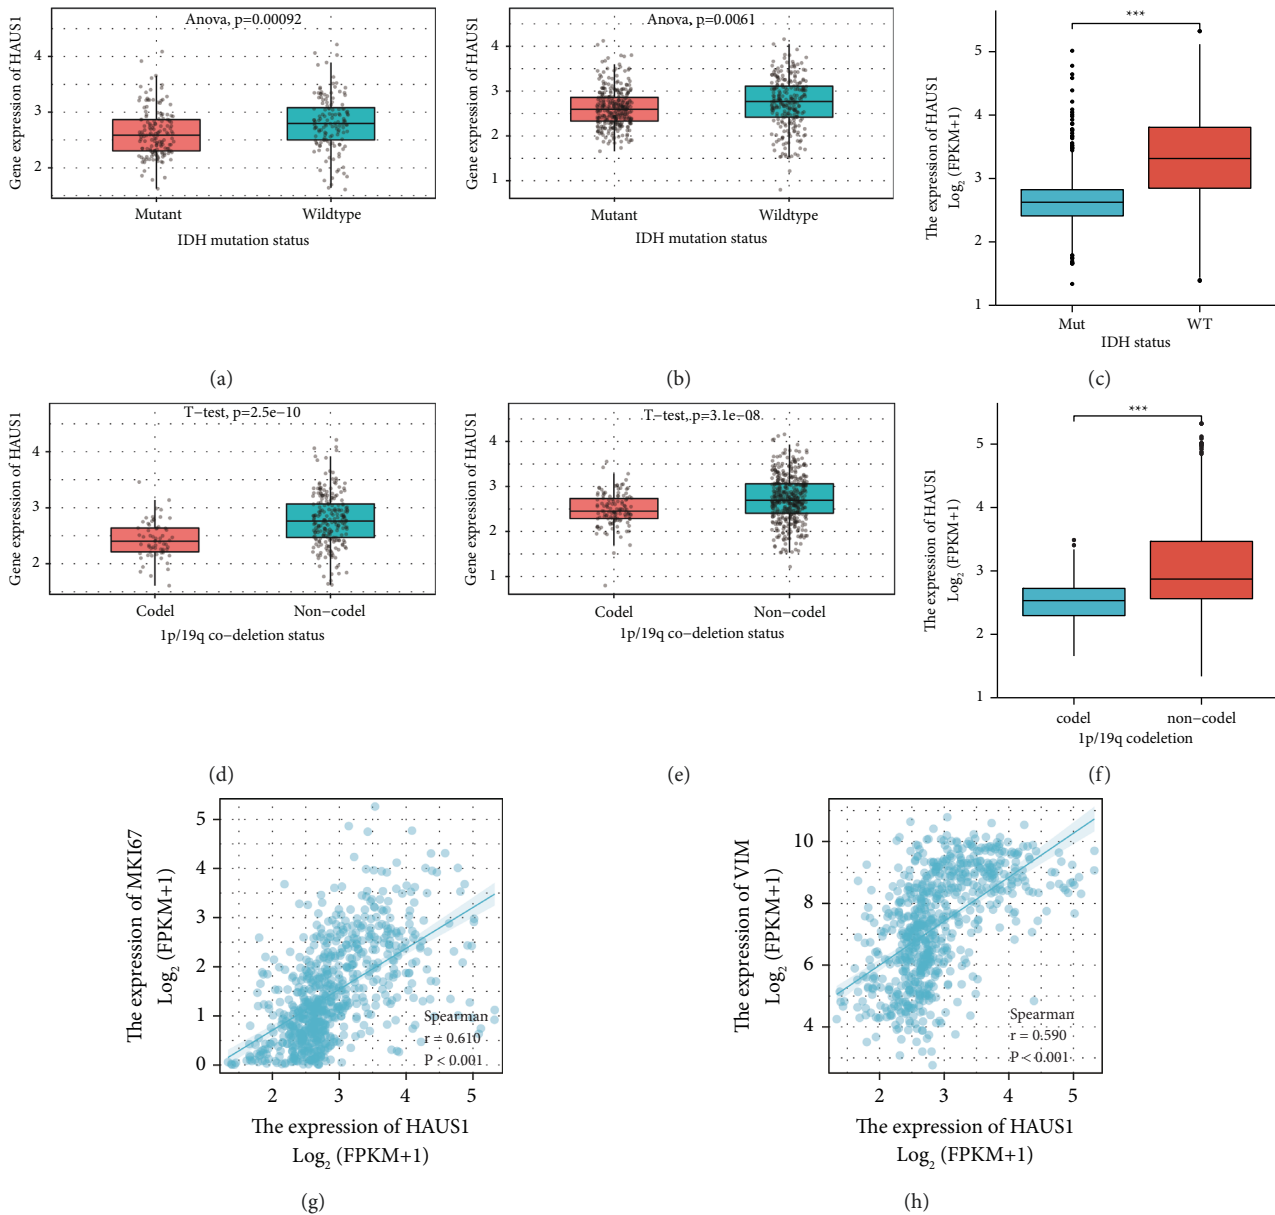 Anova, p=0.00092
Gene expression of HAUS1
4
3
2
Mutant
Wildtype
IDH mutation status
(a)
Anova, p=0.0061
Gene expression of HAUS1
4
3
2
1
Mutant
Wildtype
IDH mutation status
(b)
***
The expression of HAUS1
Log2 (FPKM+1)
5
4
3
2
1
Mut
WT
IDH status
(c)
T−test, p=2.5e−10
Gene expression of HAUS1
4
3
2
Codel
Non−codel
1p/19q co−deletion status
(d)
T−test, p=3.1e−08
Gene expression of HAUS1
4
3
2
1
Codel
Non−codel
1p/19q co−deletion status
(e)
***
The expression of HAUS1
Log2 (FPKM+1)
5
4
3
2
1
codel
non−codel
1p/19q codeletion
(f)
The expression of MKI67
Log2 (FPKM+1)
5
4
3
2
1
0
Spearman
r = 0.610
P < 0.001
2
3
4
5
The expression of HAUS1
Log2 (FPKM+1)
(g)
The expression of VIM
Log2 (FPKM+1)
10
8
6
4
Spearman
r = 0.590
P < 0.001
2
3
4
5
The expression of HAUS1
Log2 (FPKM+1)
(h)